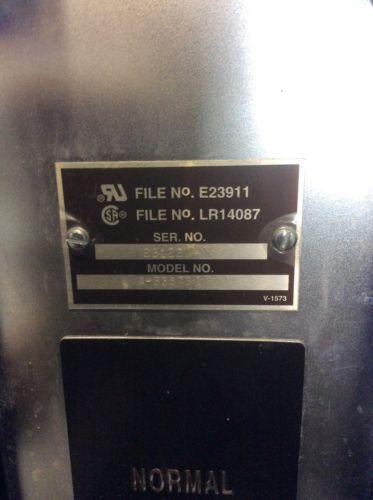 FILE No. E23911
FILE No. LR14087
SER. NO.
MODEL NO.
V-1573
NORMAL